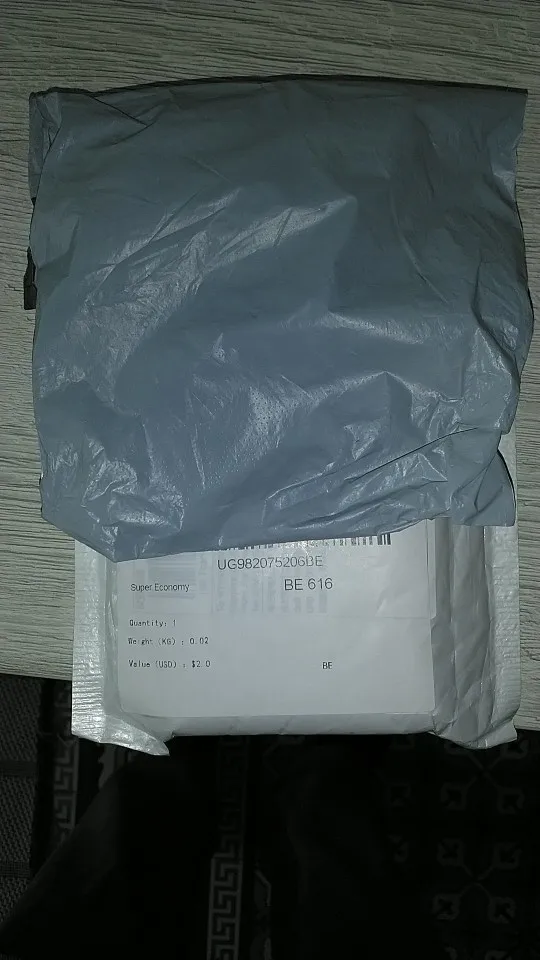 UG982075206BE
Super Economy
BE 616
Quantity: 1
Weight (KG) : 0.02
Value (USD) : $2.0
BE